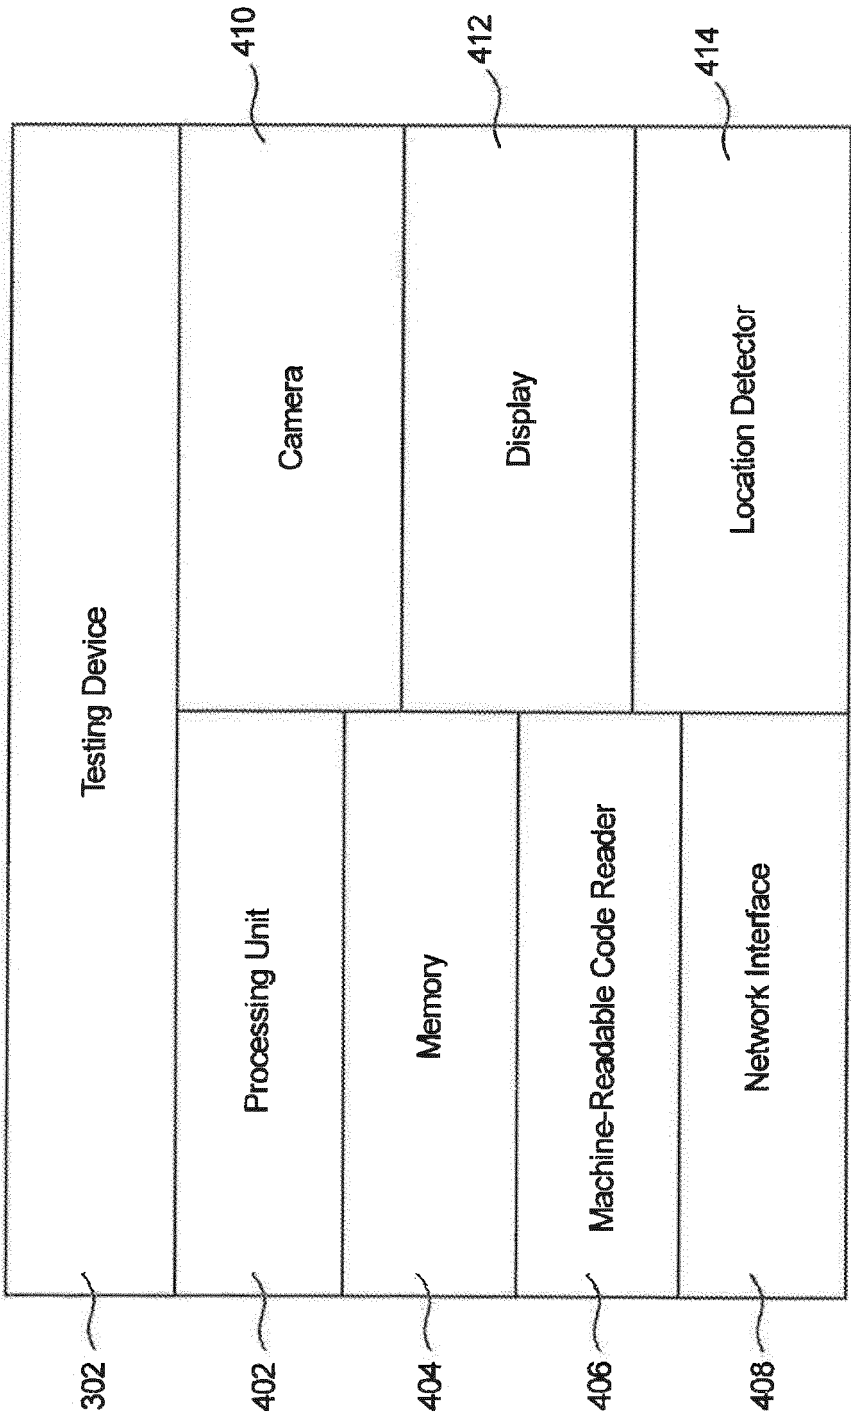 302
Testing Device
402
Processing Unit
404
Memory
406
Machine-Readable Code Reader
408
Network Interface
Camera
410
Display
412
Location Detector
414